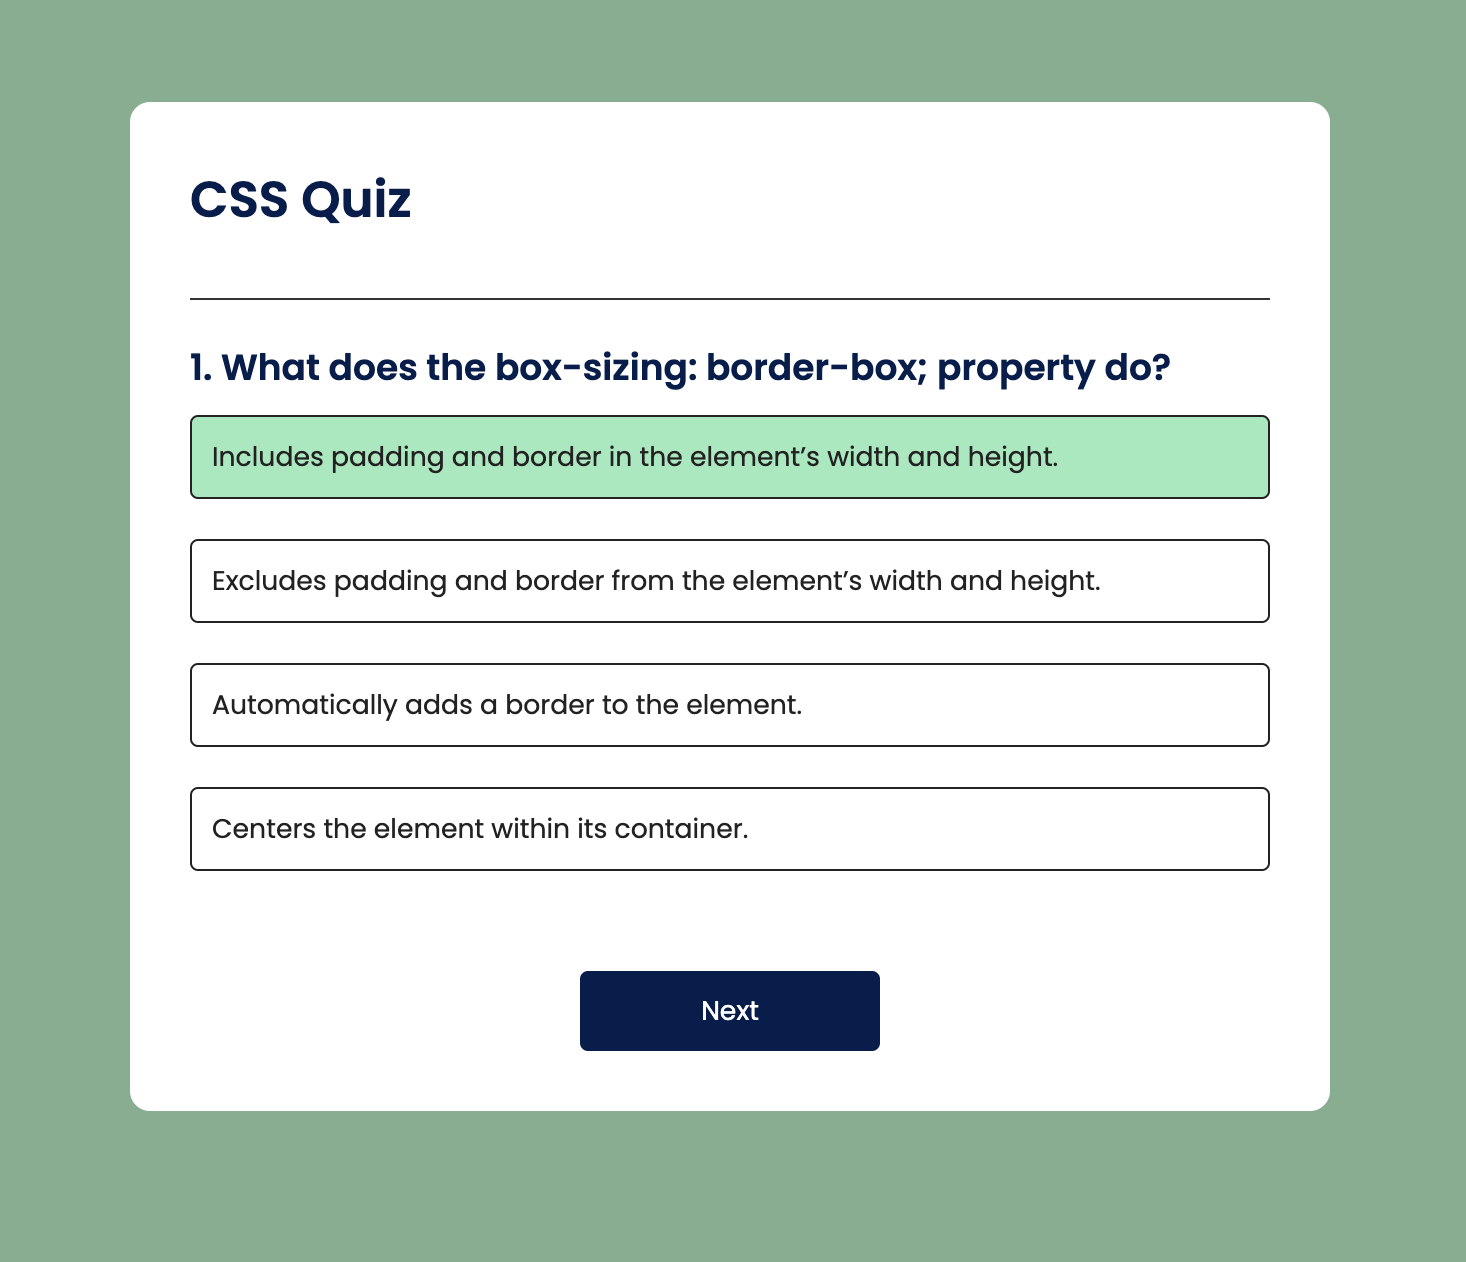 CSS Quiz
1. What does the box-sizing: border-box; property do?
Includes padding and border in the element’s width and height.
Excludes padding and border from the element’s width and height.
Automatically adds a border to the element.
Centers the element within its container.
Next